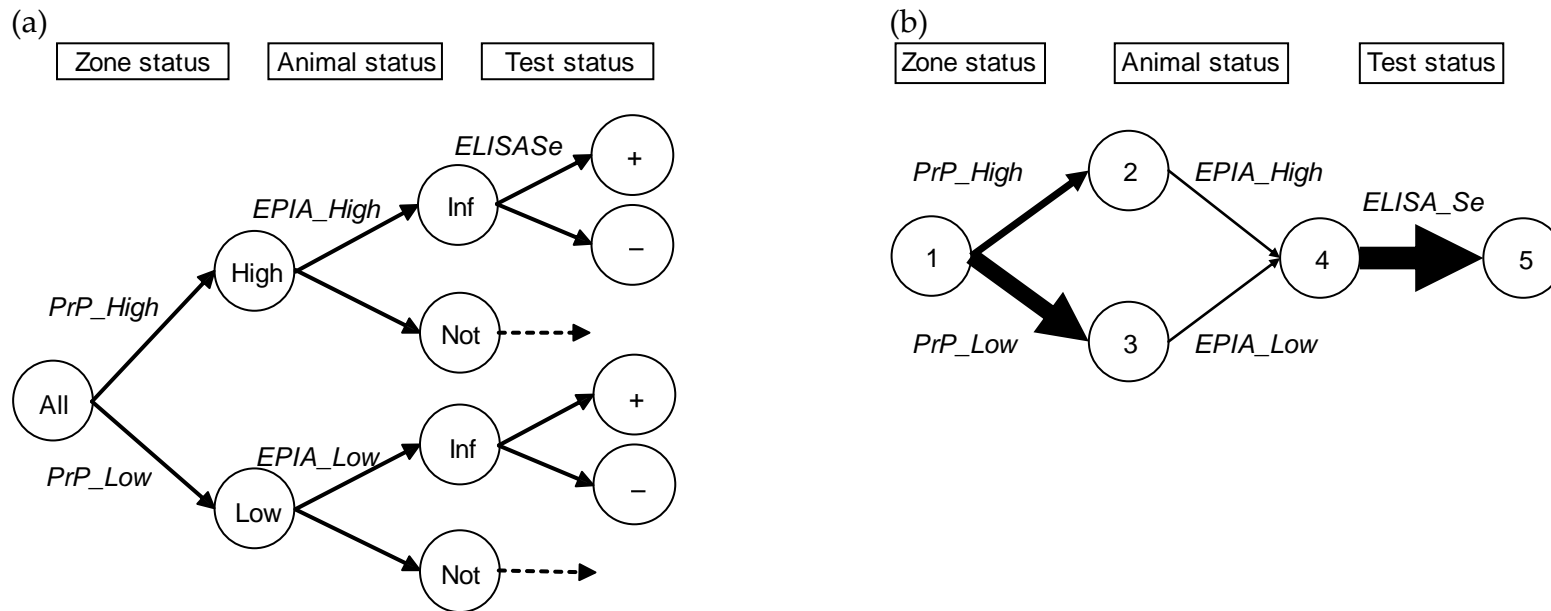 (a)
Zone status
Animal status
Test status
ELISASe
+
–
EPIA_High
Inf
High
Not
PrP_High
All
PrP_Low
EPIA_Low
Inf
+
–
Low
Not
(b)
Zone status
Animal status
Test status
PrP_High
2
EPIA_High
ELISA_Se
1
4
5
PrP_Low
3
EPIA_Low